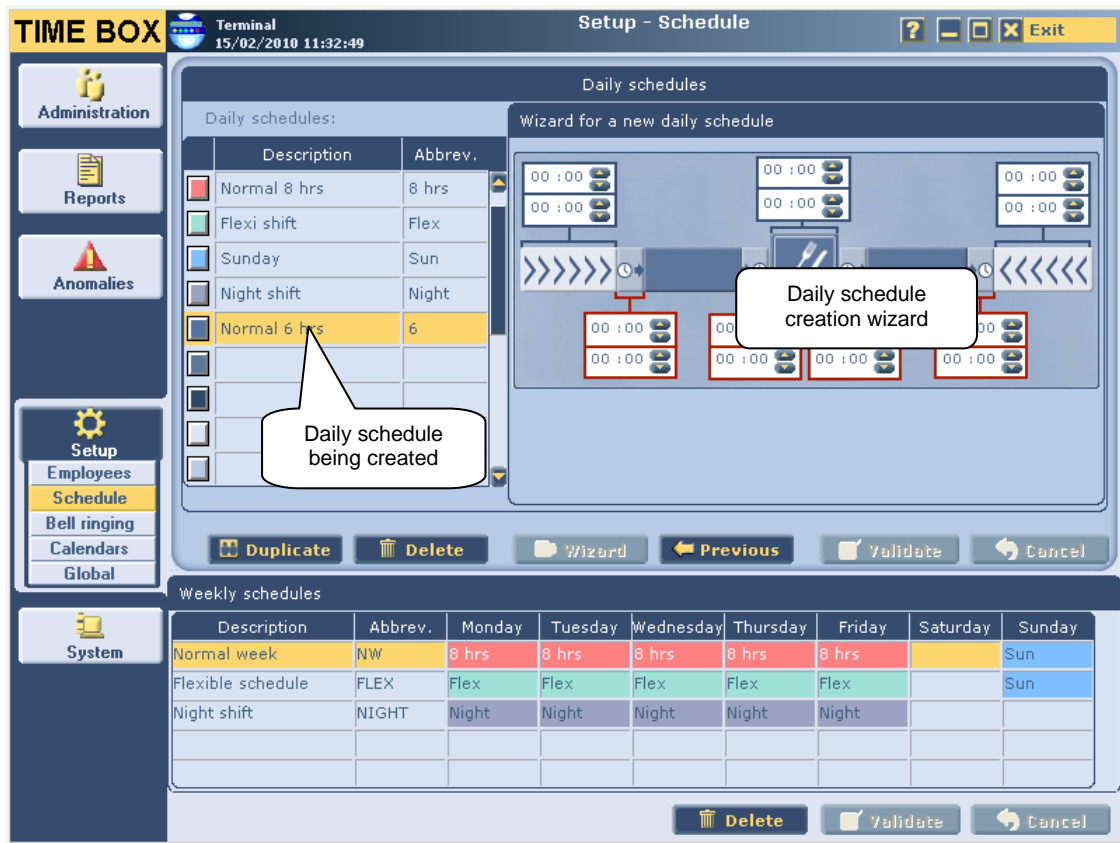 TIME BOX
Terminal
15/02/2010 11:32:49
Setup - Schedule
?
Exit
Administration
Reports
Anomalies
Setup
Employees
Schedule
Bell ringing
Calendars
Global
System
Daily schedules
Daily schedules:
Description Abbrev.
Normal 8 hrs 8 hrs
Flexi shift Flex
Sunday Sun
Night shift Night
Normal 6 hrs 6
Daily schedule
being created
Wizard for a new daily schedule
00 :00 00 :00 00 :00
00 :00 00 :00 00 :00
Daily schedule
creation wizard
00 :00 00
00 :00 00 :00 00 :00 00 :00
Duplicate Delete Wizard Previous Validate Cancel
Weekly schedules
Description Abbrev. Monday Tuesday Wednesday Thursday Friday Saturday Sunday
Normal week NW 8 hrs 8 hrs 8 hrs 8 hrs 8 hrs Sun
Flexible schedule FLEX Flex Flex Flex Flex Flex Sun
Night shift NIGHT Night Night Night Night Night
Delete Validate Cancel